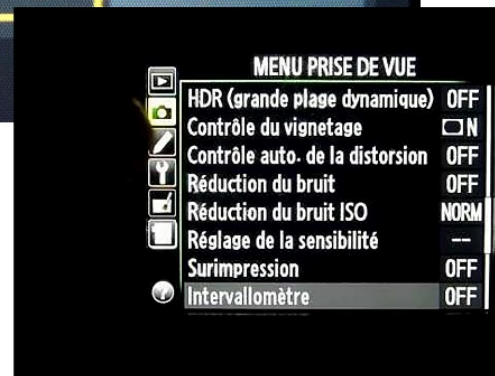 MENU PRISE DE VUE
HDR (grande plage dynamique) OFF
Contrôle du vignetage N
Contrôle auto. de la distorsion OFF
Réduction du bruit OFF
Réduction du bruit ISO NORM
Réglage de la sensibilité --
Surimpression OFF
? Intervallomètre OFF